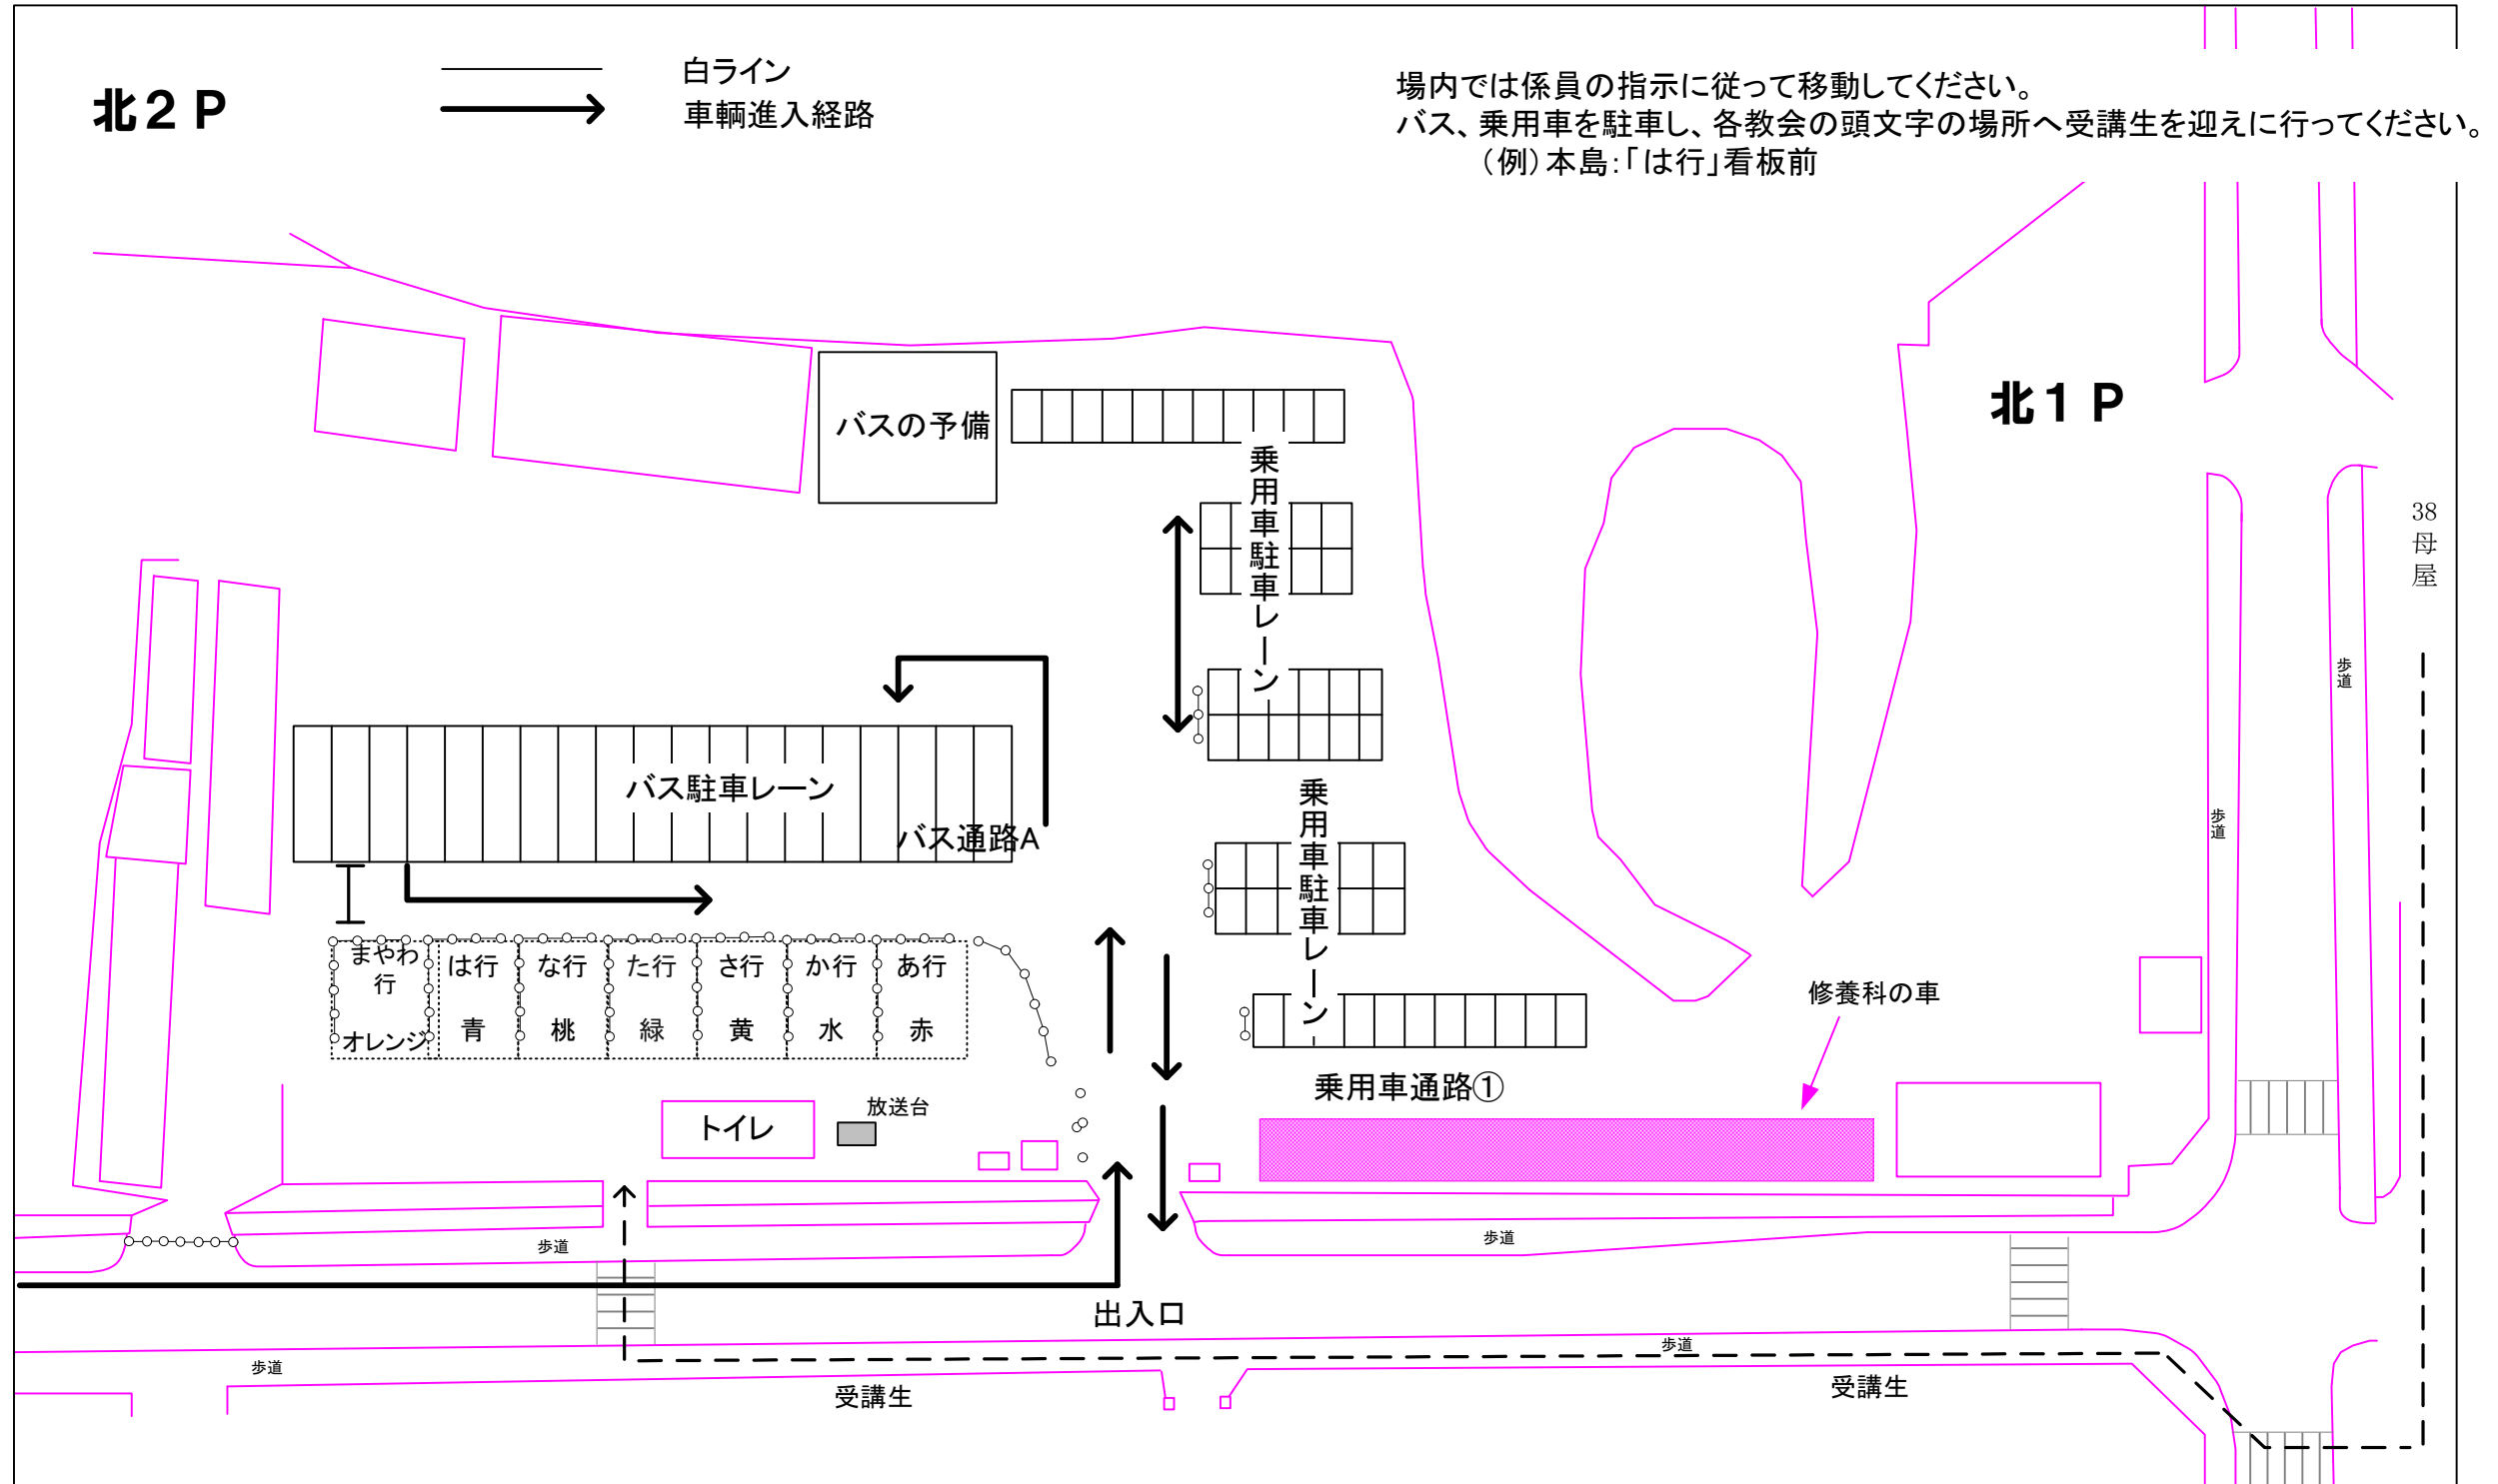 北2 P
白ライン
車輌進入経路
場内では係員の指示に従って移動してください。
バス、乗用車を駐車し、各教会の頭文字の場所へ受講生を迎えに行ってください。
(例)本島:「は行」看板前
北1 P
バスの予備
乗用車駐車レーン
38母屋
歩道
バス駐車レーン
バス通路A
乗用車駐車レーン
歩道
まやわ行
は行
な行
た行
さ行
か行
あ行
オレンジ
青
桃
緑
黄
水
赤
修養科の車
乗用車通路①
トイレ
放送台
歩道
歩道
出入口
歩道
歩道
受講生
受講生